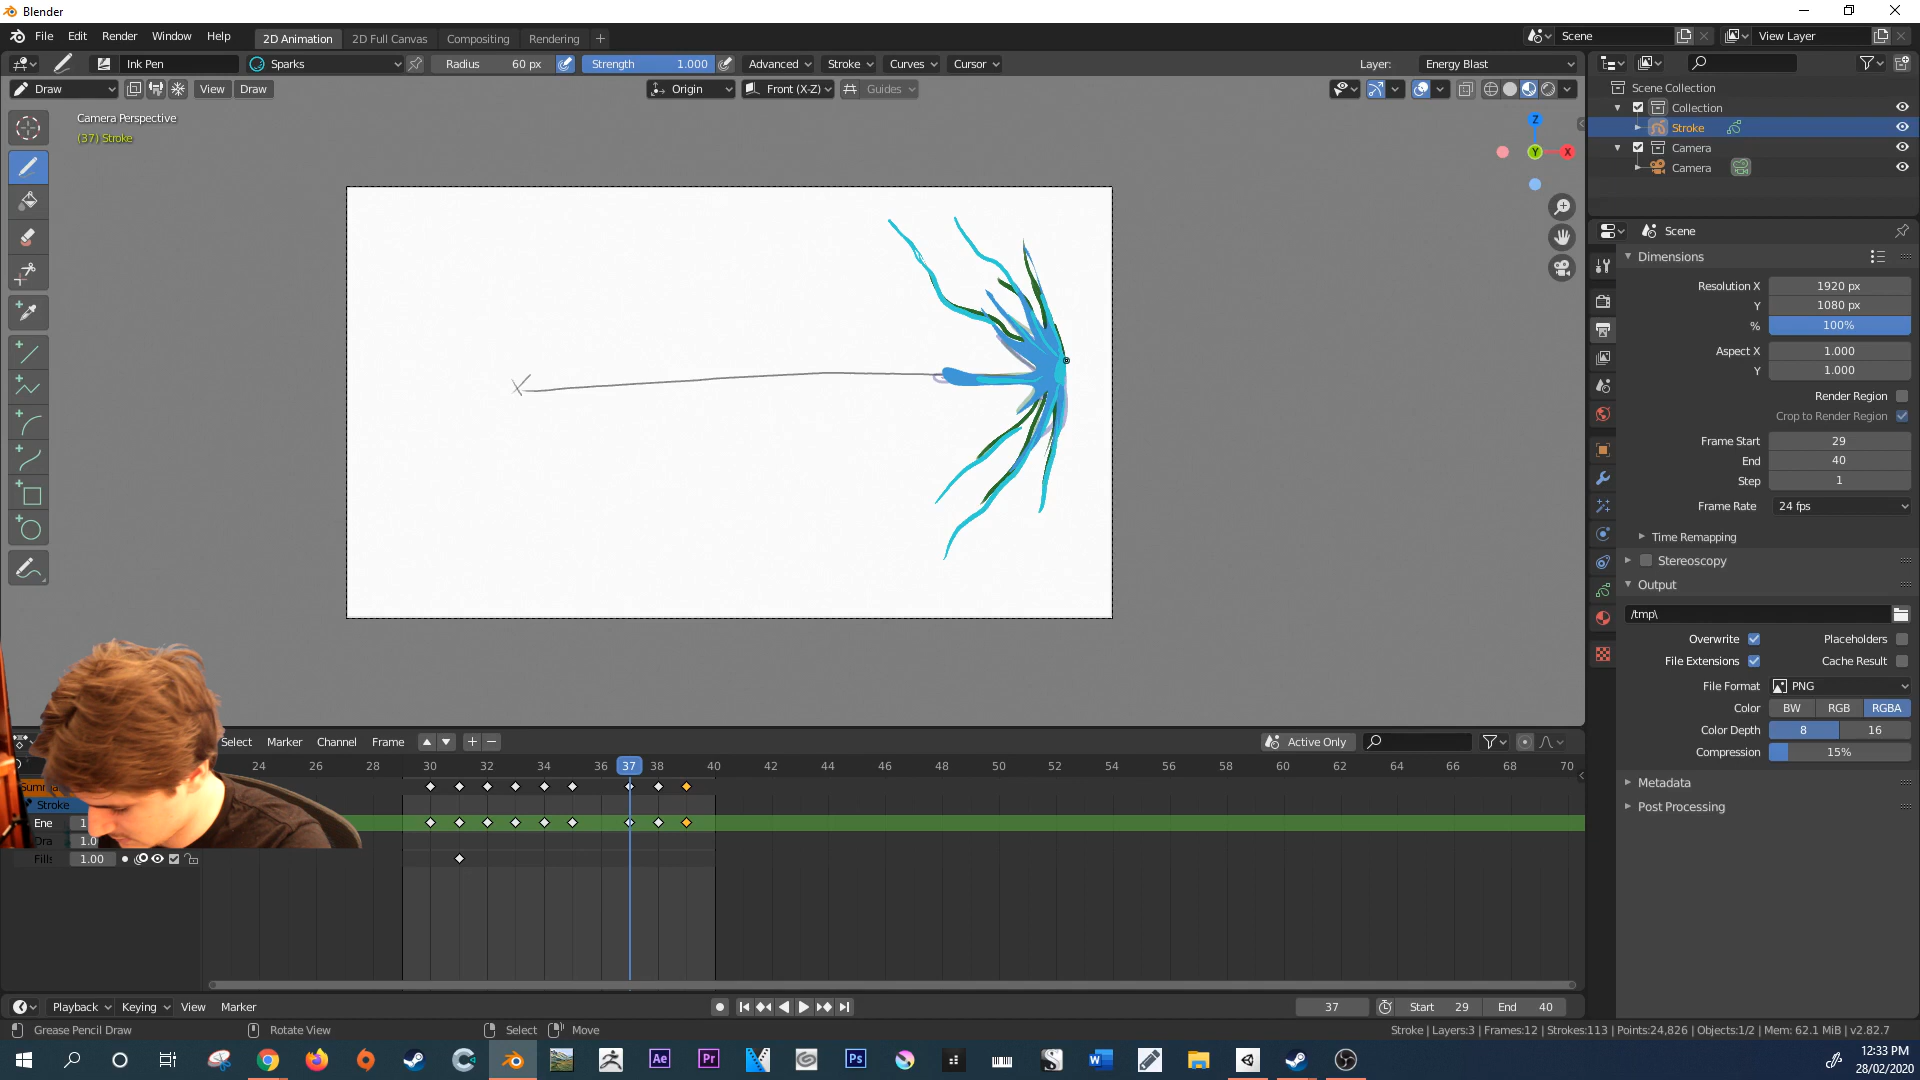 Blender
File Edit Render Window Help 2D Animation 2D Full Canvas Compositing Rendering + Scene View Layer
Ink Pen Sparks Radius 60 px Strength 1.000 Advanced Stroke Curves Cursor Layer: Energy Blast
Draw View Draw Origin Front (X-Z) Guides
Camera Perspective
(37) Stroke
Z
Y
X
Scene Collection
Collection
Stroke
Camera
Camera
Scene
Dimensions
Resolution X 1920 px
Y 1080 px
% 100%
Aspect X 1.000
Y 1.000
Render Region
Crop to Render Region
Frame Start 29
End 40
Step 1
Frame Rate 24 fps
Time Remapping
Stereoscopy
Output
/tmp\
Overwrite Placeholders
File Extensions Cache Result
File Format PNG
Color BW RGB RGBA
Color Depth 8 16
Compression 15%
Metadata
Post Processing
Select Marker Channel Frame Active Only
24 26 28 30 32 34 36 37 38 40 42 44 46 48 50 52 54 56 58 60 62 64 66 68 70
Stroke
Ene 1
1.0
1.00
Playback Keying View Marker 37 Start 29 End 40
Grease Pencil Draw Rotate View Select Move Stroke | Layers:3 | Frames:12 | Strokes:113 | Points:24,826 | Objects:1/2 | Mem: 62.1 MiB | v2.82.7
Ae Pr Ps
12:33 PM
28/02/2020